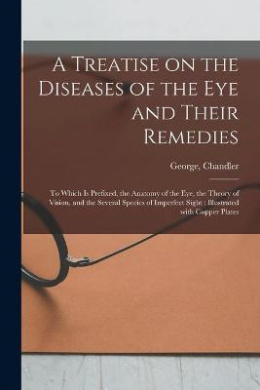 A Treatise on the
Diseases of the Eye
and Their
Remedies
George, Chandler
To Which Is Prefixed, the Anatomy of the Eye, the Theory of
Vision, and the Several Species of Imperfect Sight : Illustrated
with Copper Plates